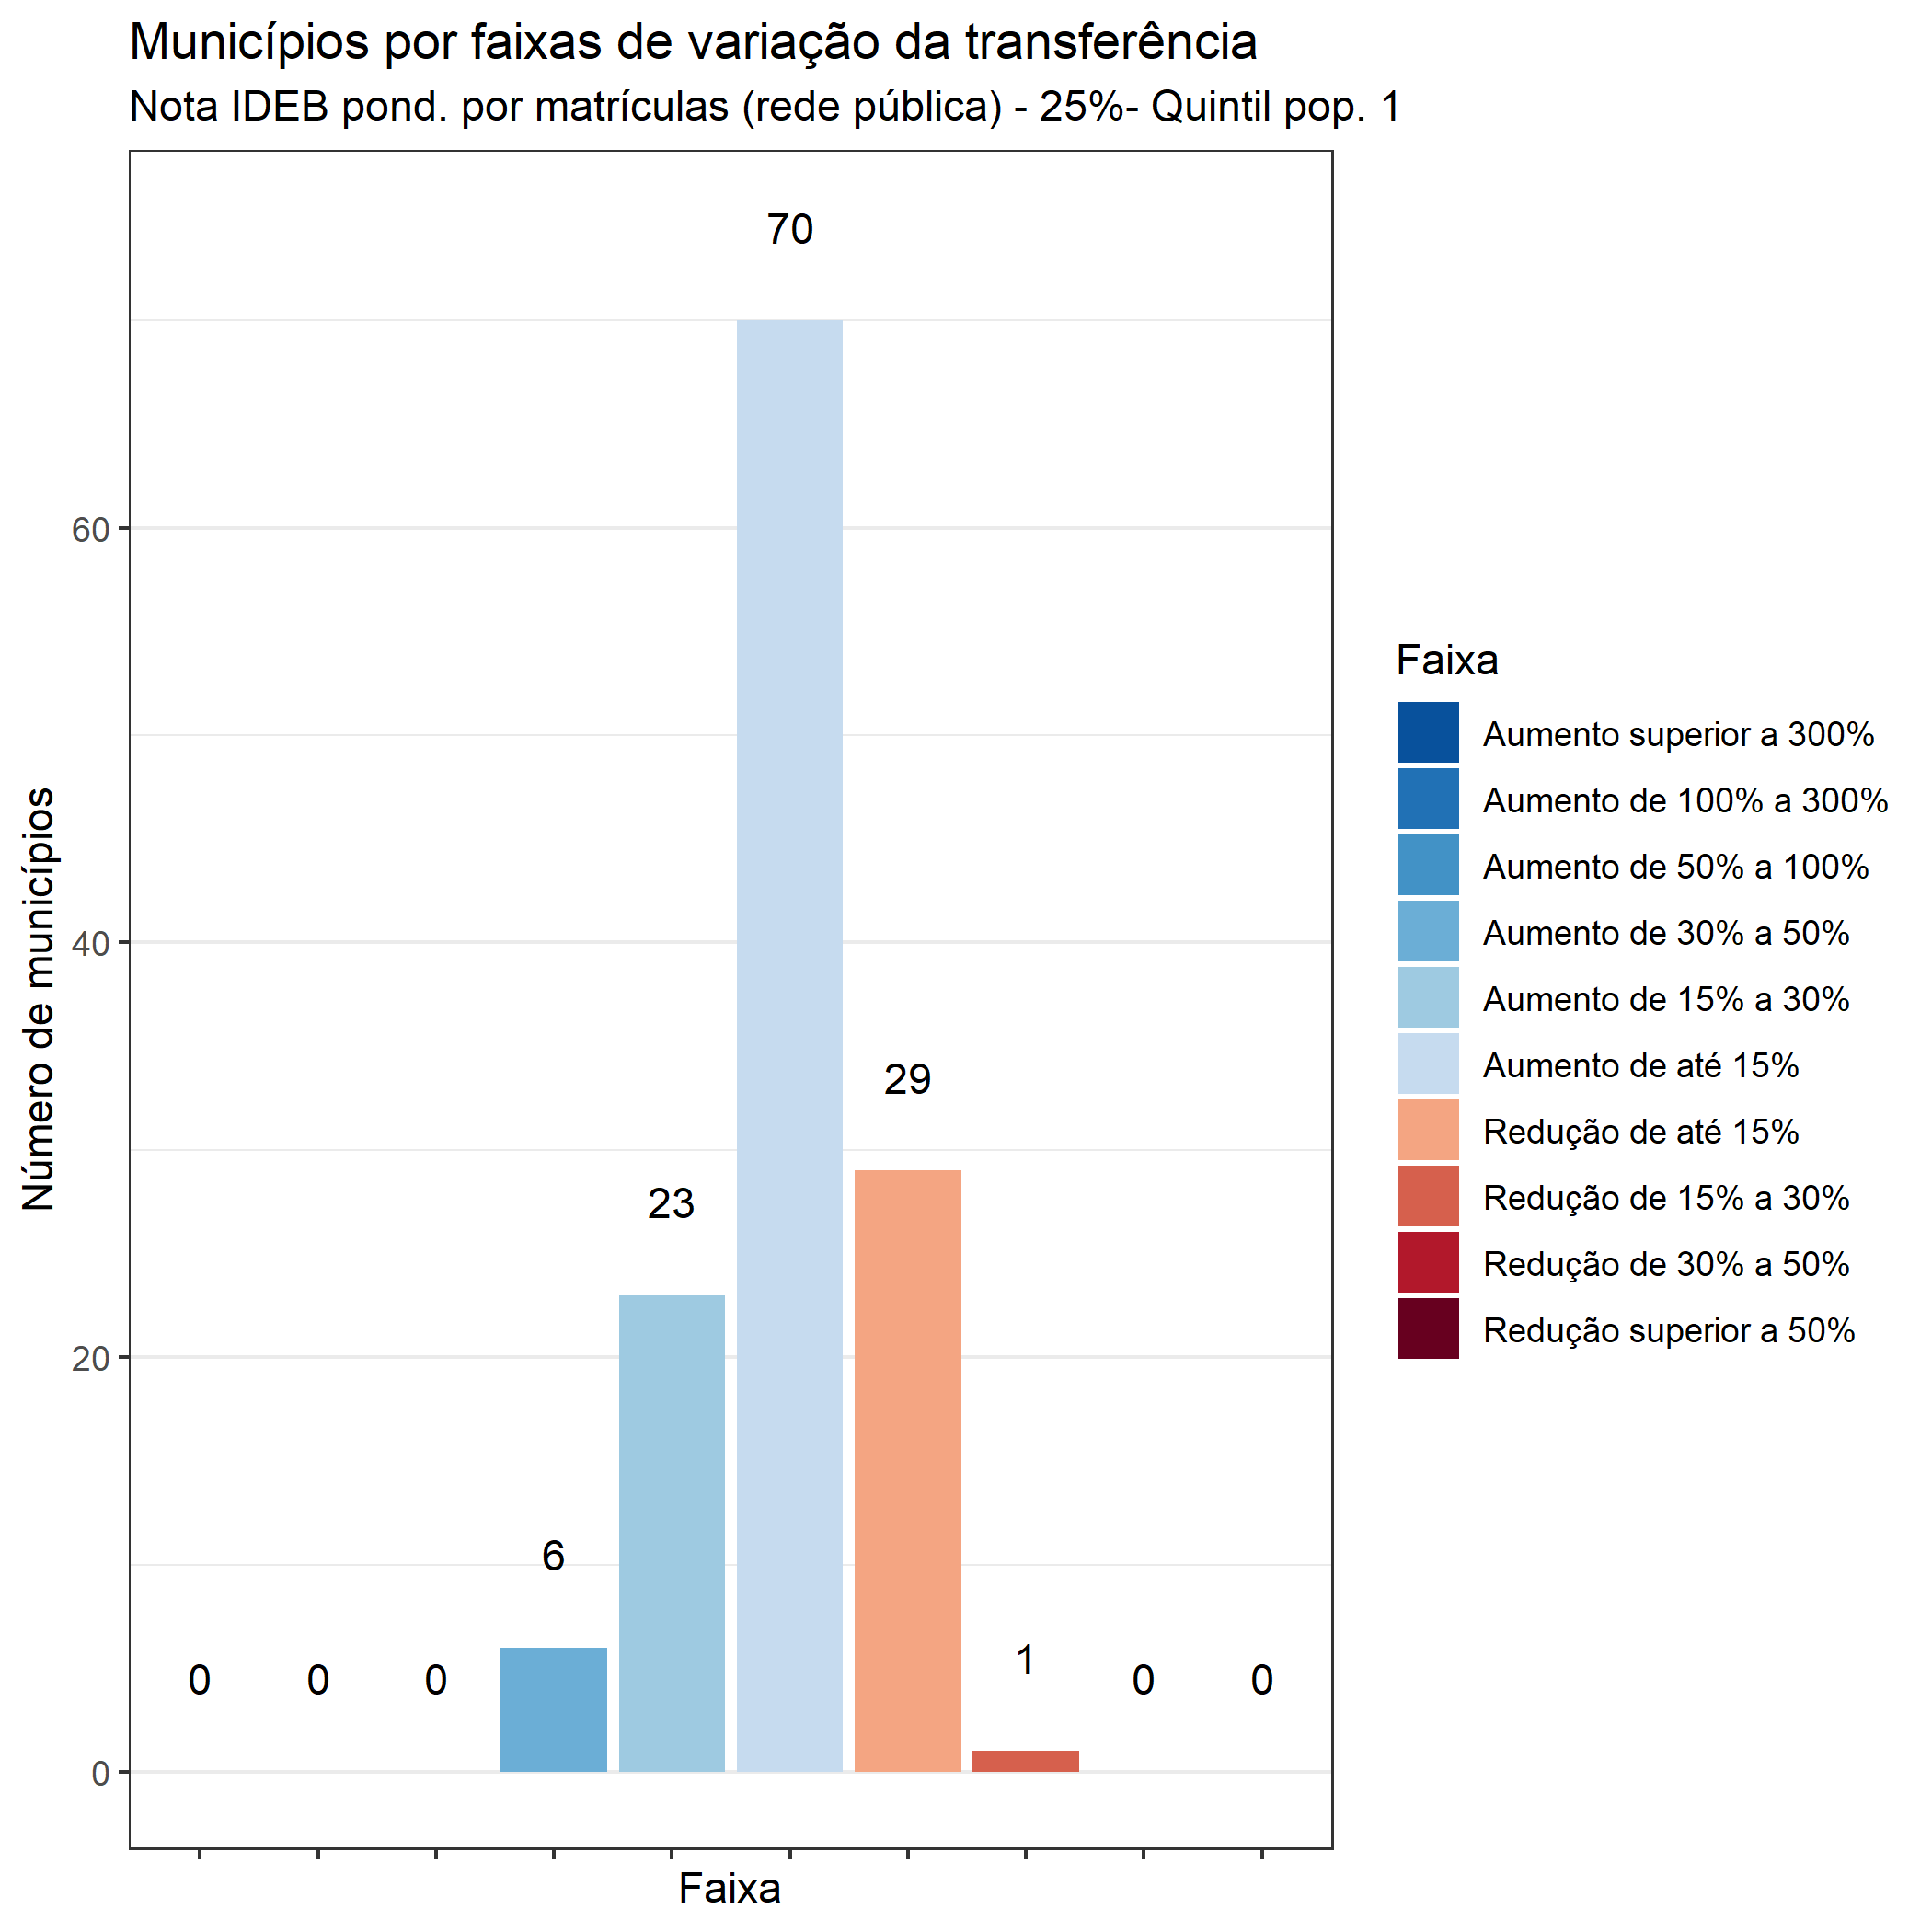 Municípios por faixas de variação da transferência
Nota IDEB pond. por matrículas (rede pública) - 25%- Quintil pop. 1
70
60
40
29
23
20
6
1
0 0 0 0 0
0
Número de municípios
Faixa
Faixa
Aumento superior a 300%
Aumento de 100% a 300%
Aumento de 50% a 100%
Aumento de 30% a 50%
Aumento de 15% a 30%
Aumento de até 15%
Redução de até 15%
Redução de 15% a 30%
Redução de 30% a 50%
Redução superior a 50%